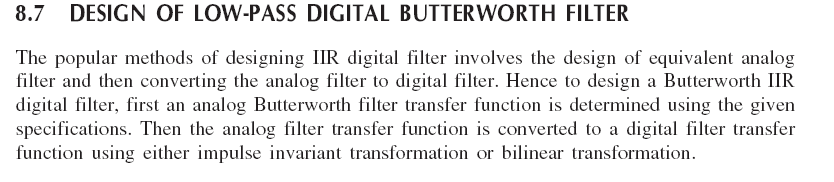 8.7 DESIGN OF LOW-PASS DIGITAL BUTTERWORTH FILTER
The popular methods of designing IIR digital filter involves the design of equivalent analog
filter and then converting the analog filter to digital filter. Hence to design a Butterworth IIR
digital filter, first an analog Butterworth filter transfer function is determined using the given
specifications. Then the analog filter transfer function is converted to a digital filter transfer
function using either impulse invariant transformation or bilinear transformation.